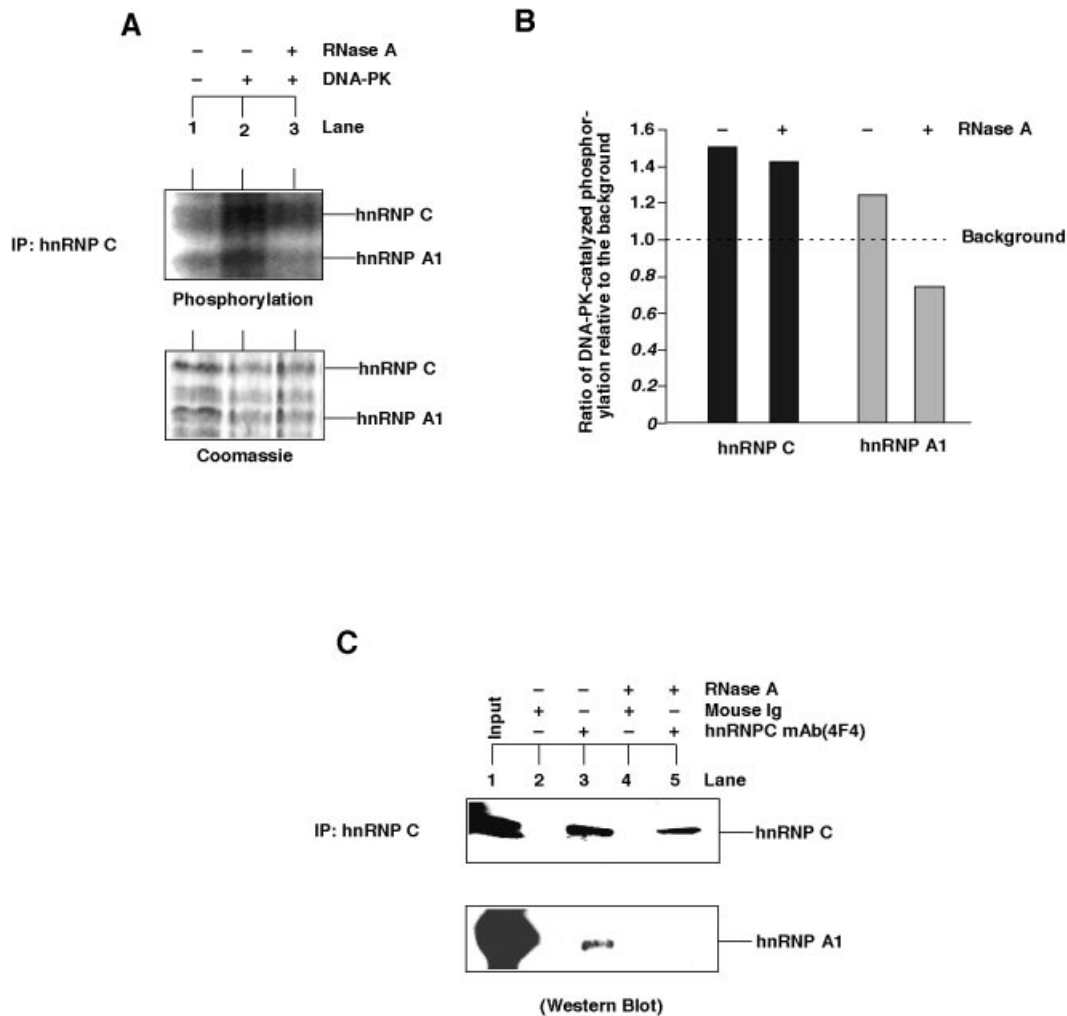 A
– – + RNase A
– + + DNA-PK
1 2 3 Lane
IP: hnRNP C
hnRNP C
hnRNP A1
Phosphorylation
hnRNP C
hnRNP A1
Coomassie
B
Ratio of DNA-PK-catalyzed phosphor-
ylation relative to the background
– + – + RNase A
1.6
1.4
1.2
1.0
0.8
0.6
0.4
0.2
0
Background
hnRNP C
hnRNP A1
C
Input
– – + + RNase A
+ – + – Mouse Ig
– + – + hnRNPC mAb(4F4)
1 2 3 4 5 Lane
IP: hnRNP C
hnRNP C
hnRNP A1
(Western Blot)